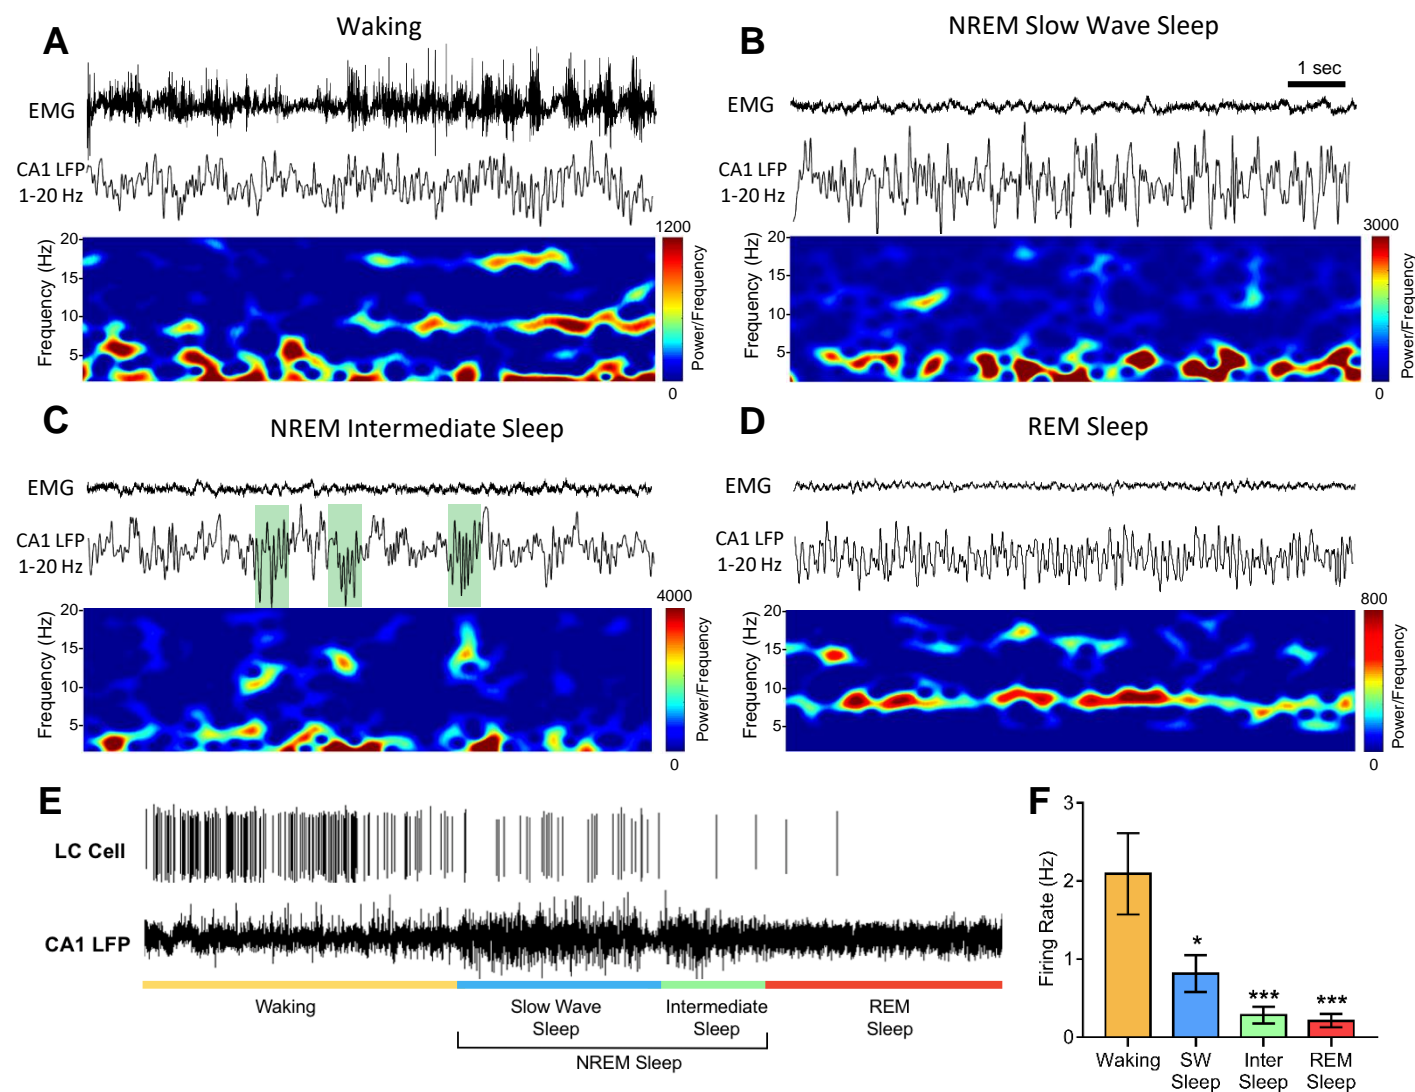 A
Waking
EMG
CA1 LFP
1-20 Hz
20
15
10
5
Frequency (Hz)
1200
0
Power/Frequency
B
NREM Slow Wave Sleep
1 sec
EMG
CA1 LFP
1-20 Hz
20
15
10
5
Frequency (Hz)
3000
0
Power/Frequency
C
NREM Intermediate Sleep
EMG
CA1 LFP
1-20 Hz
20
15
10
5
Frequency (Hz)
4000
0
Power/Frequency
D
REM Sleep
EMG
CA1 LFP
1-20 Hz
20
15
10
5
Frequency (Hz)
800
0
Power/Frequency
E
LC Cell
CA1 LFP
Waking
Slow Wave
Sleep
Intermediate
Sleep
REM
Sleep
NREM Sleep
F
3
2
1
0
Firing Rate (Hz)
*
***
***
Waking
SW
Sleep
Inter
Sleep
REM
Sleep